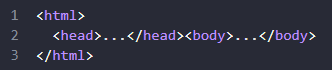 1 <html>
2   <head>...</head><body>...</body>
3 </html>